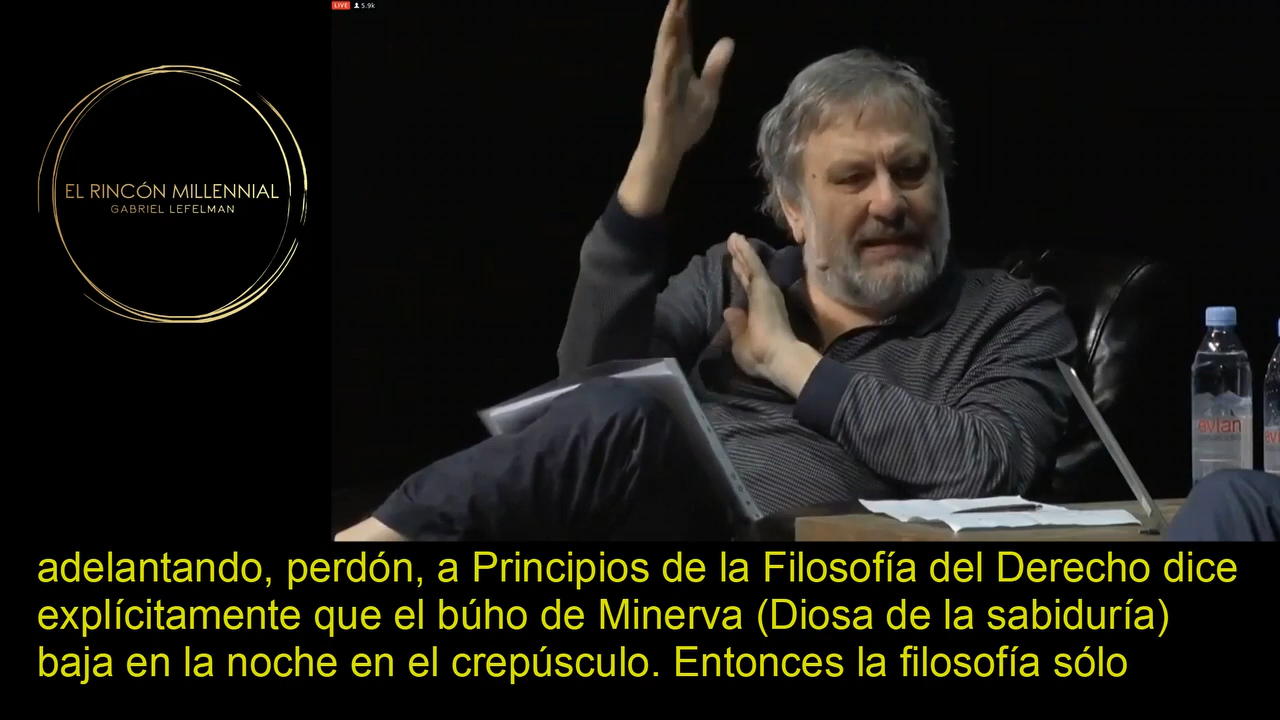 LIVE 5.9k
EL RINCÓN MILLENNIAL
GABRIEL LEFELMAN
evian
adelantando, perdón, a Principios de la Filosofía del Derecho dice
explícitamente que el búho de Minerva (Diosa de la sabiduría)
baja en la noche en el crepúsculo. Entonces la filosofía sólo